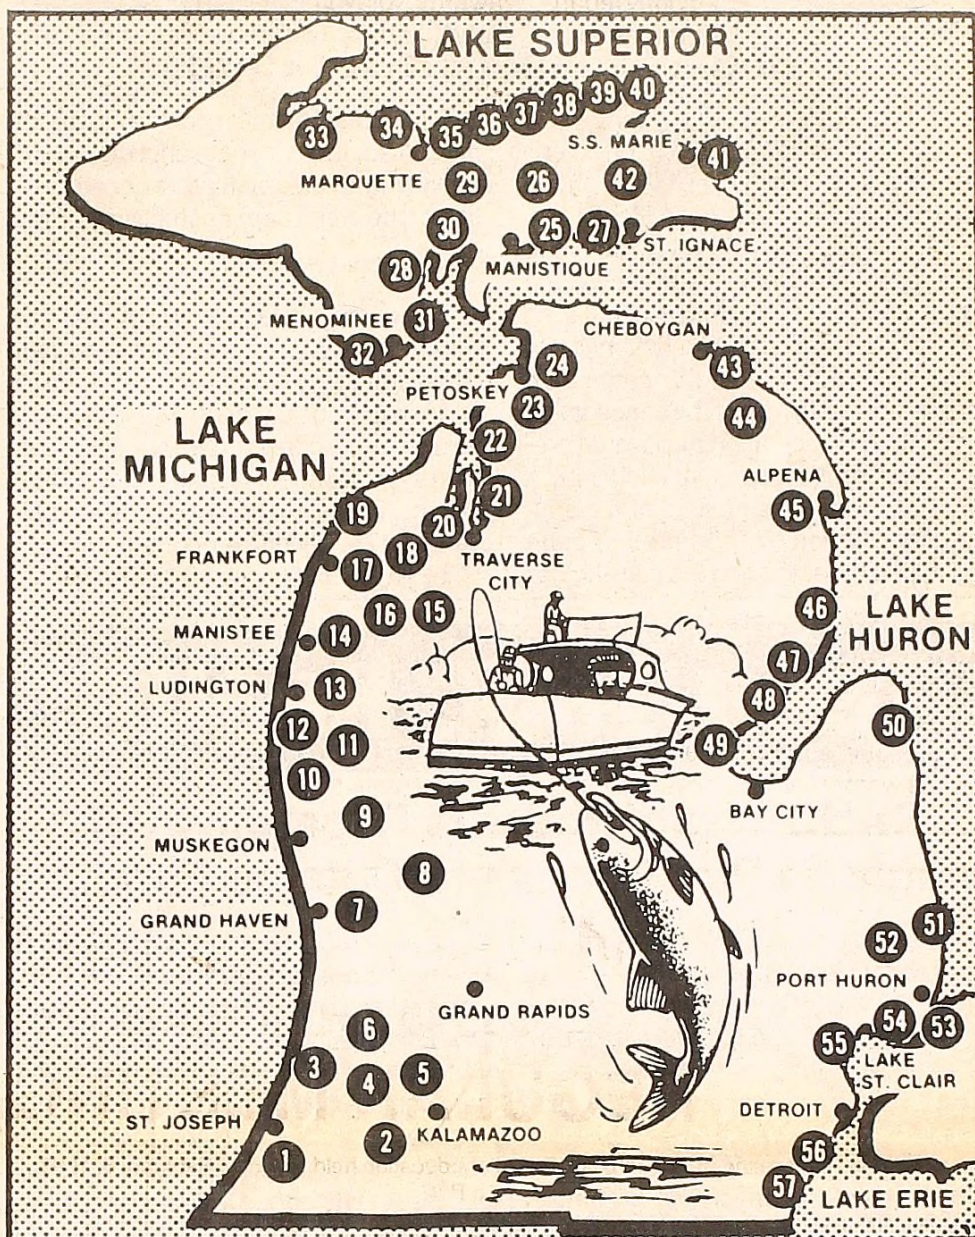 LAKE SUPERIOR
40
39
38
37
36
35
34
33
S.S. MARIE
41
MARQUETTE
29
26
42
30
25
27
ST. IGNACE
28
MANISTIQUE
MENOMINEE
31
32
CHEBOYGAN
43
24
PETOSKEY
23
44
LAKE
MICHIGAN
22
ALPENA
21
45
19
20
FRANKFORT
17
18
TRAVERSE
CITY
16
15
46
LAKE
HURON
MANISTEE
14
47
LUDINGTON
13
48
12
11
49
50
10
BAY CITY
9
MUSKEGON
8
GRAND HAVEN
7
51
52
PORT HURON
GRAND RAPIDS
6
54
53
55
LAKE
ST. CLAIR
3
4
5
ST. JOSEPH
DETROIT
KALAMAZOO
2
1
56
57
LAKE ERIE